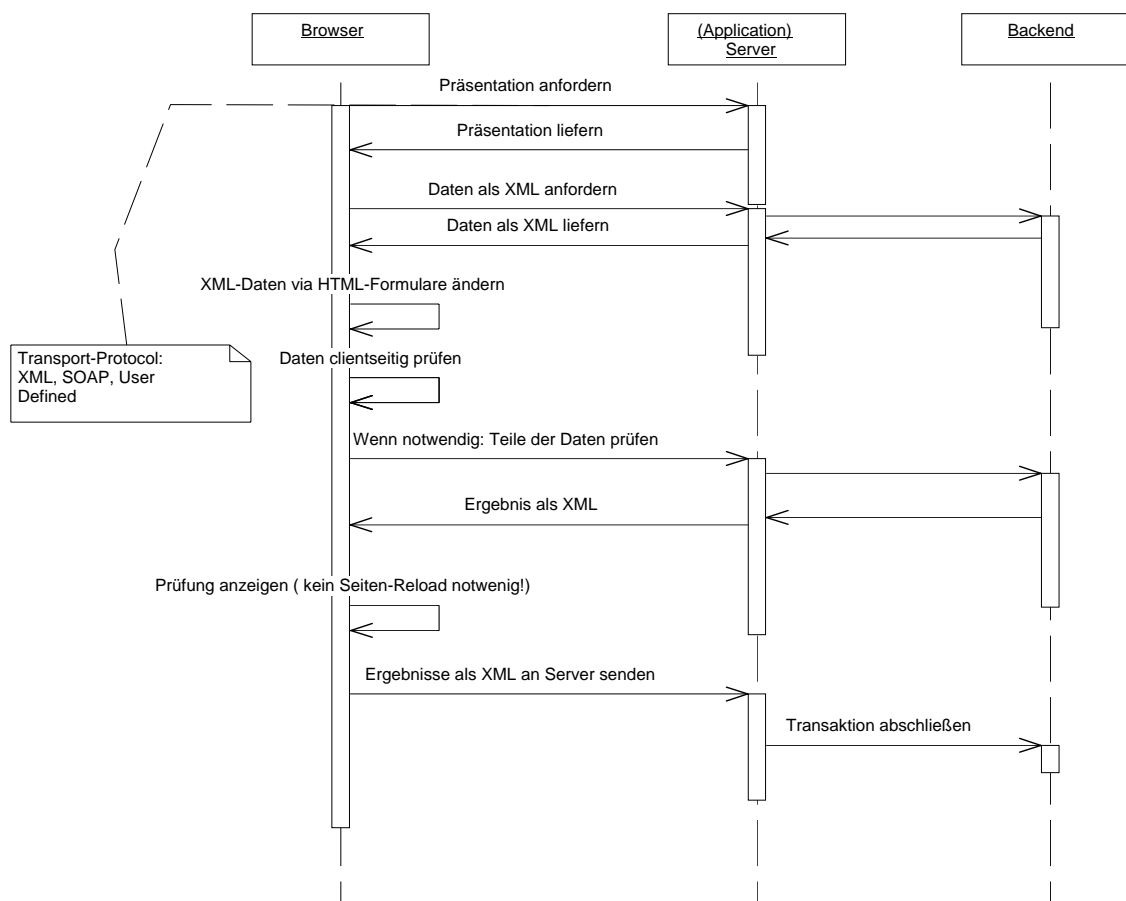 Browser
(Application)
Server
Backend
Präsentation anfordern
Präsentation liefern
Daten als XML anfordern
Daten als XML liefern
XML-Daten via HTML-Formulare ändern
Transport-Protocol:
XML, SOAP, User
Defined
Daten clientseitig prüfen
Wenn notwendig: Teile der Daten prüfen
Ergebnis als XML
Prüfung anzeigen ( kein Seiten-Reload notwenig!)
Ergebnisse als XML an Server senden
Transaktion abschließen